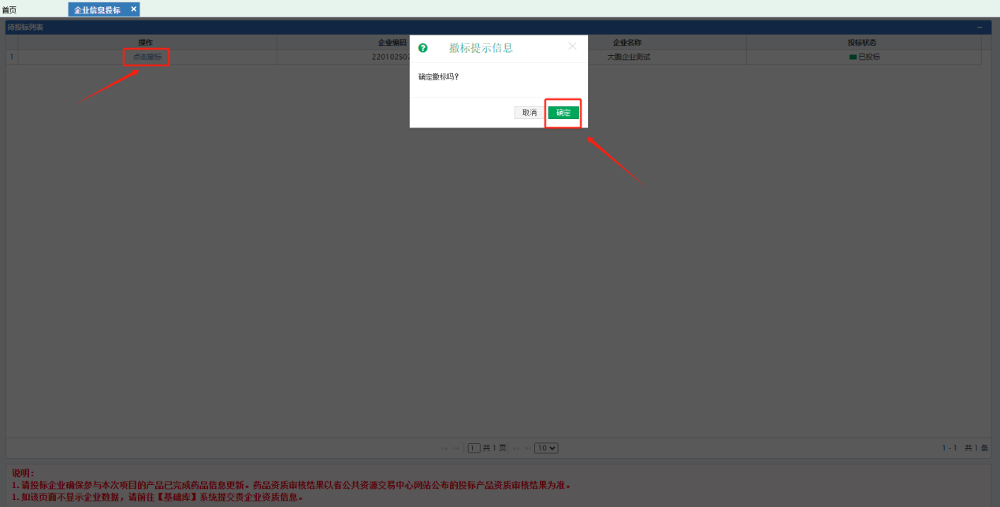 首页
企业信息投标 ×
待投标列表
操作 企业编码 企业名称 投标状态
1 点击撤标 220102507 大鹏企业测试 已投标
撤标提示信息
确定撤标吗?
取消 确定
1 共 1 页 10
1 - 1 共 1 条
说明:
1. 请投标企业确保参与本次项目的产品已完成药品信息更新。药品资质审核结果以省公共资源交易中心网站公布的投标产品资质审核结果为准。
1. 如该页面不显示企业数据，请前往【基础库】系统提交贵企业资质信息。